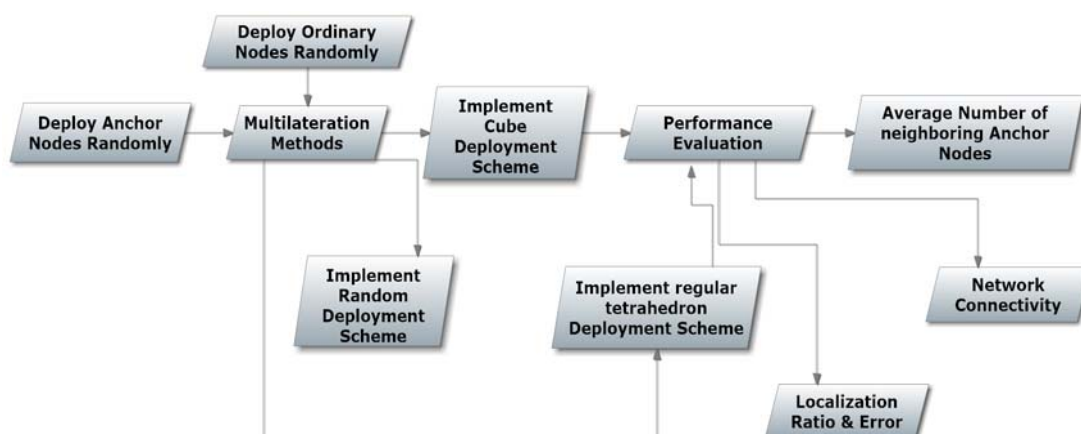 Deploy Ordinary
Nodes Randomly
Deploy Anchor
Nodes Randomly
Multilateration
Methods
Implement
Cube
Deployment
Scheme
Performance
Evaluation
Average Number of
neighboring Anchor
Nodes
Implement
Random
Deployment
Scheme
Implement regular
tetrahedron
Deployment Scheme
Network
Connectivity
Localization
Ratio & Error